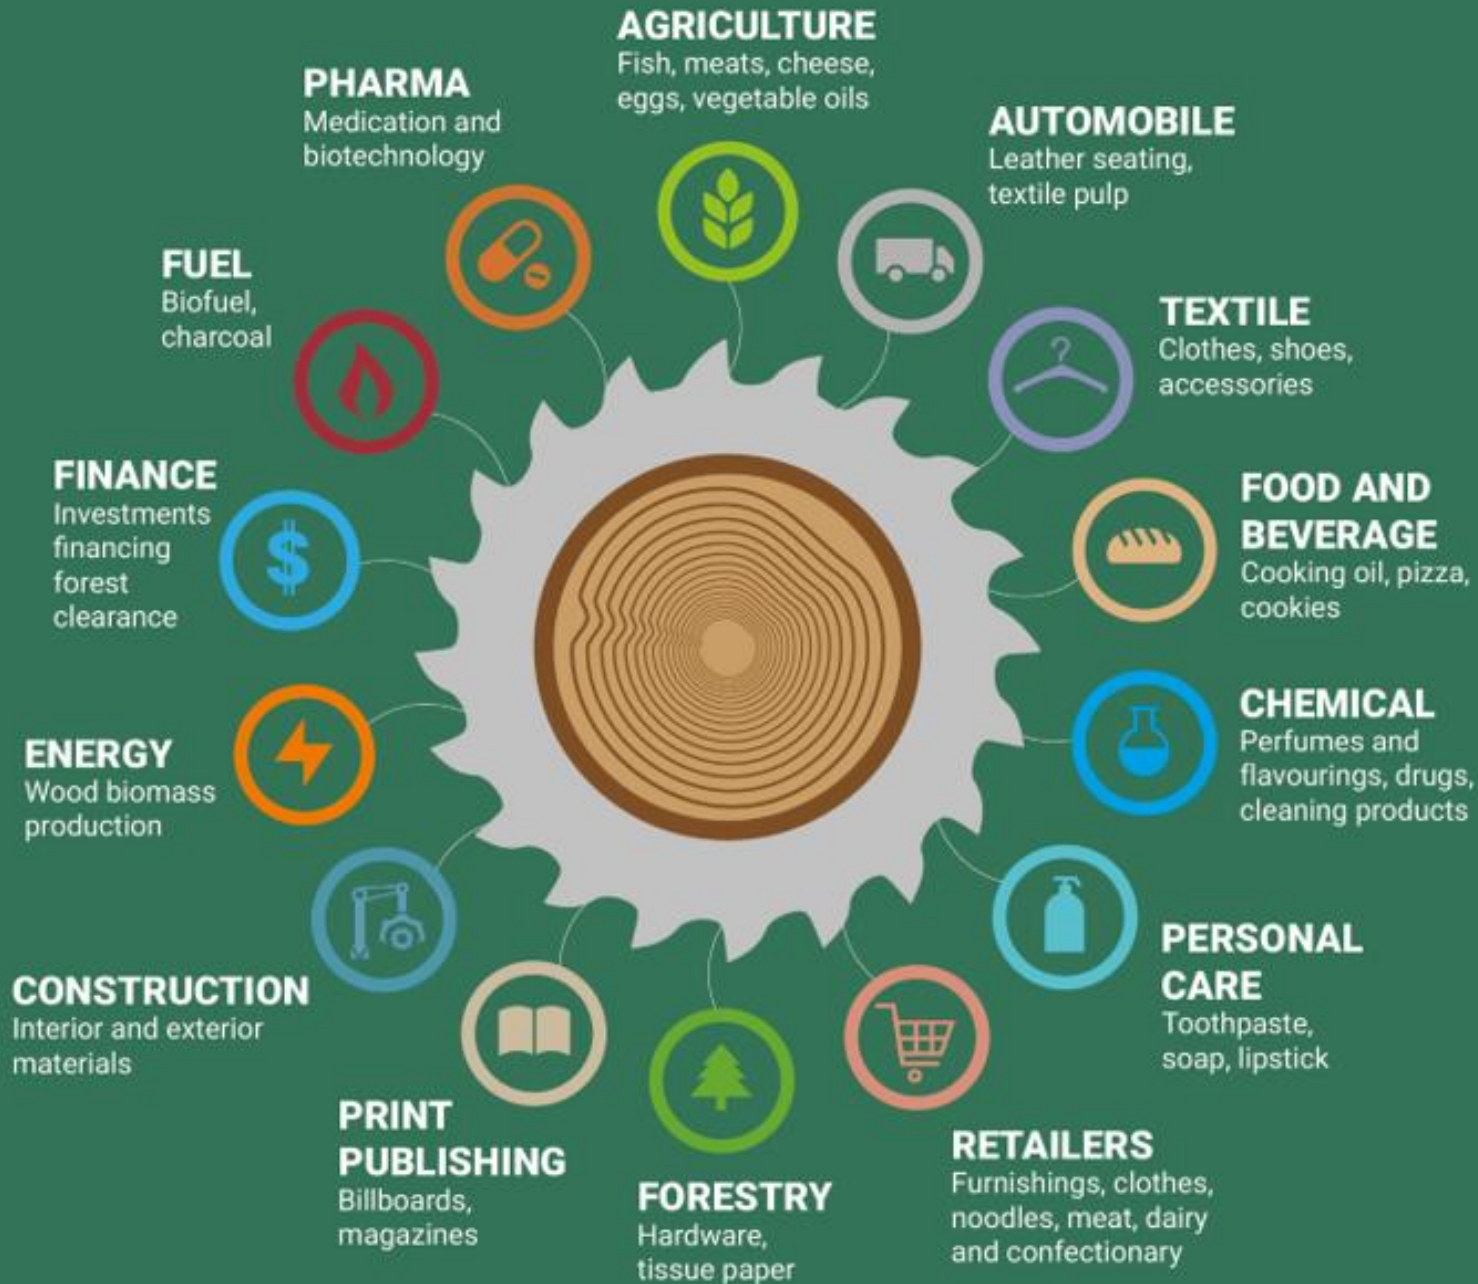 AGRICULTURE
Fish, meats, cheese,
eggs, vegetable oils
AUTOMOBILE
Leather seating,
textile pulp
TEXTILE
Clothes, shoes,
accessories
FOOD AND
BEVERAGE
Cooking oil, pizza,
cookies
CHEMICAL
Perfumes and
flavourings, drugs,
cleaning products
PERSONAL
CARE
Toothpaste,
soap, lipstick
RETAILERS
Furnishings, clothes,
noodles, meat, dairy
and confectionary
FORESTRY
Hardware,
tissue paper
PRINT
PUBLISHING
Billboards,
magazines
CONSTRUCTION
Interior and exterior
materials
ENERGY
Wood biomass
production
FINANCE
Investments
financing
forest
clearance
$
FUEL
Biofuel,
charcoal
PHARMA
Medication and
biotechnology